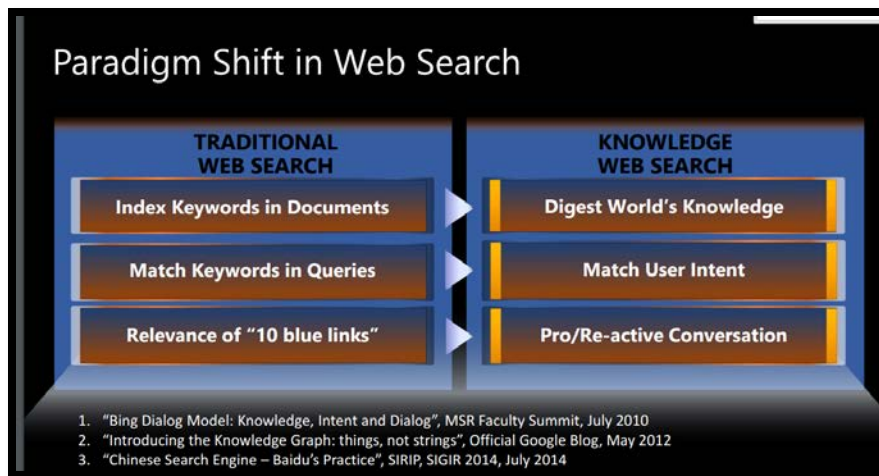 Paradigm Shift in Web Search
TRADITIONAL
WEB SEARCH
Index Keywords in Documents
Match Keywords in Queries
Relevance of “10 blue links”
KNOWLEDGE
WEB SEARCH
Digest World’s Knowledge
Match User Intent
Pro/Re-active Conversation
1. “Bing Dialog Model: Knowledge, Intent and Dialog”, MSR Faculty Summit, July 2010
2. “Introducing the Knowledge Graph: things, not strings”, Official Google Blog, May 2012
3. “Chinese Search Engine – Baidu’s Practice”, SIRIP, SIGIR 2014, July 2014